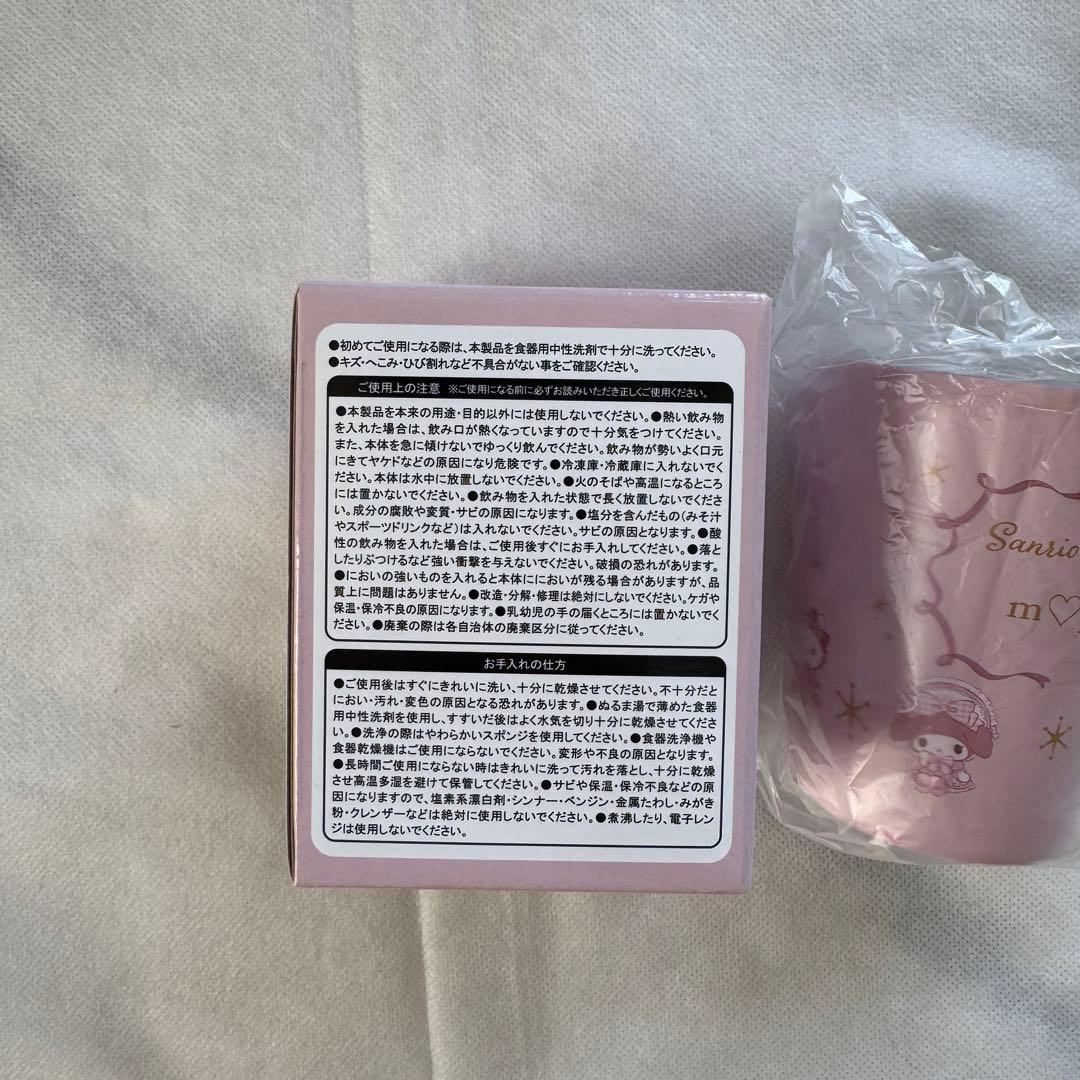 ●初めてご使用になる際は、本製品を食器用中性洗剤で十分に洗ってください。
●キズ・へこみ・ひび割れなど不具合がない事をご確認ください。
ご使用上の注意 ※ご使用になる前に必ずお読みいただき正しくご使用ください。
●本製品を本来の用途・目的以外には使用しないでください。●熱い飲み物
を入れた場合は、飲み口が熱くなっていますので十分気をつけてください。
また、本体を急に傾けないでゆっくり飲んでください。飲み物が勢いよく口元
にきてヤケドなどの原因になり危険です。●冷凍庫・冷蔵庫に入れないでく
ださい。本体は水中に放置しないでください。●火のそばや高温になるところ
には置かないでください。●飲み物を入れた状態で長く放置しないでくださ
い。成分の腐敗や変質・サビの原因になります。●塩分を含んだもの(みそ汁
やスポーツドリンクなど)は入れないでください。サビの原因となります。●酸
性の飲み物を入れた場合は、ご使用後すぐにお手入れしてください。●落と
したりぶつけるなど強い衝撃を与えないでください。破損の恐れがあります。
●においの強いものを入れると本体ににおいが残る場合がありますが、品
質上に問題はありません。●改造・分解・修理は絶対にしないでください。ケガや
保温・保冷不良の原因になります。●乳幼児の手の届くところには置かないでく
ださい。●廃棄の際は各自治体の廃棄区分に従ってください。
お手入れの仕方
●ご使用後はすぐにきれいに洗い、十分に乾燥させてください。不十分だと
におい・汚れ・変色の原因となる恐れがあります。●ぬるま湯で薄めた食器
用中性洗剤を使用し、すすいだ後はよく水気を切り十分に乾燥させてくださ
い。●洗浄の際はやわらかいスポンジを使用してください。●食器洗浄機や
食器乾燥機はご使用にならないでください。変形や不良の原因となります。
●長時間ご使用にならない時はきれいに洗って汚れを落とし、十分に乾燥
させ高温多湿を避けて保管してください。●サビや保温・保冷不良などの原
因になりますので、塩素系漂白剤・シンナー・ベンジン・金属たわし・みがき
粉・クレンザーなどは絶対に使用しないでください。●煮沸したり、電子レン
ジは使用しないでください。
Sanrio
m♡